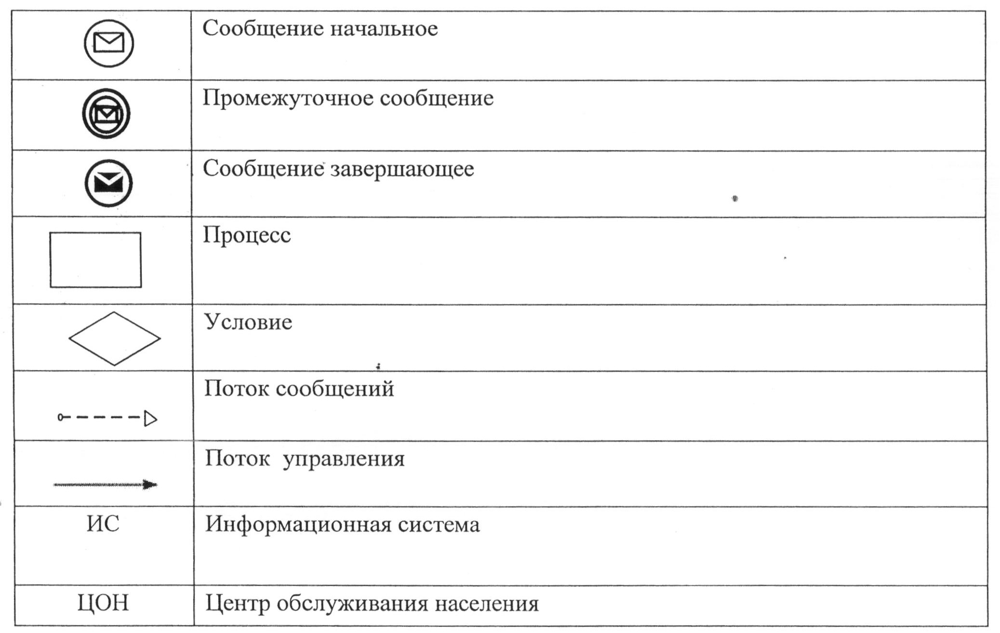 Сообщение начальное
Промежуточное сообщение
Сообщение завершающее
Процесс
Условие
Поток сообщений
Поток управления
ИС Информационная система
ЦОН Центр обслуживания населения